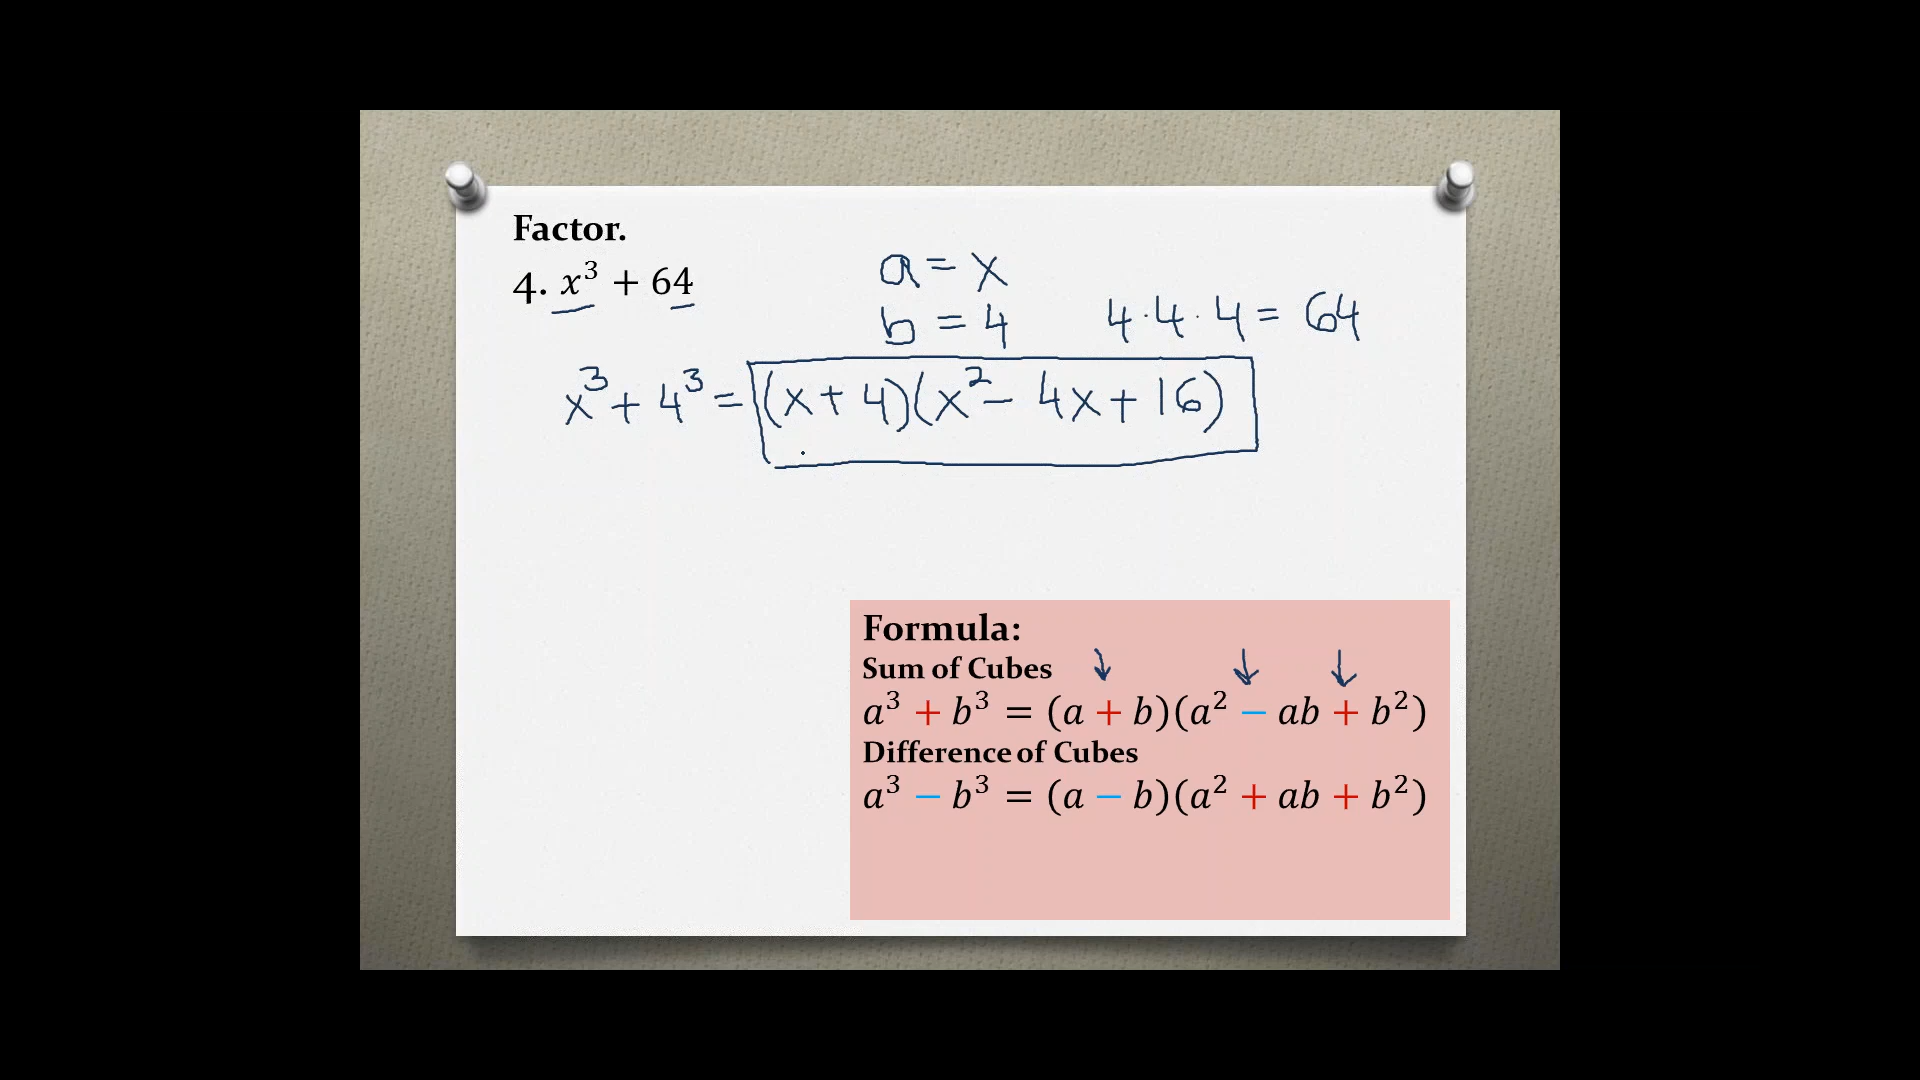 Factor.
4. x³ + 64
a = x
b = 4
4 · 4 · 4 = 64
x³ + 4³ = (x + 4)(x² − 4x + 16)
Formula:
Sum of Cubes
a³ + b³ = (a + b)(a² − ab + b²)
Difference of Cubes
a³ − b³ = (a − b)(a² + ab + b²)